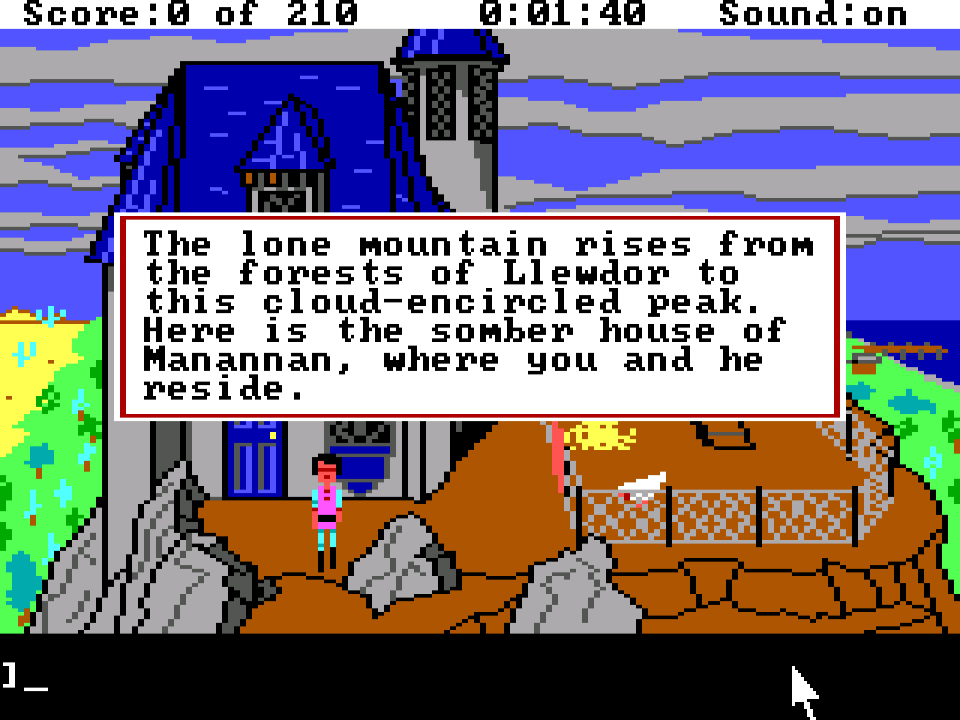 Score:0 of 210 0:01:40 Sound:on
The lone mountain rises from
the forests of Llewdor to
this cloud-encircled peak.
Here is the somber house of
Manannan, where you and he
reside.
]_